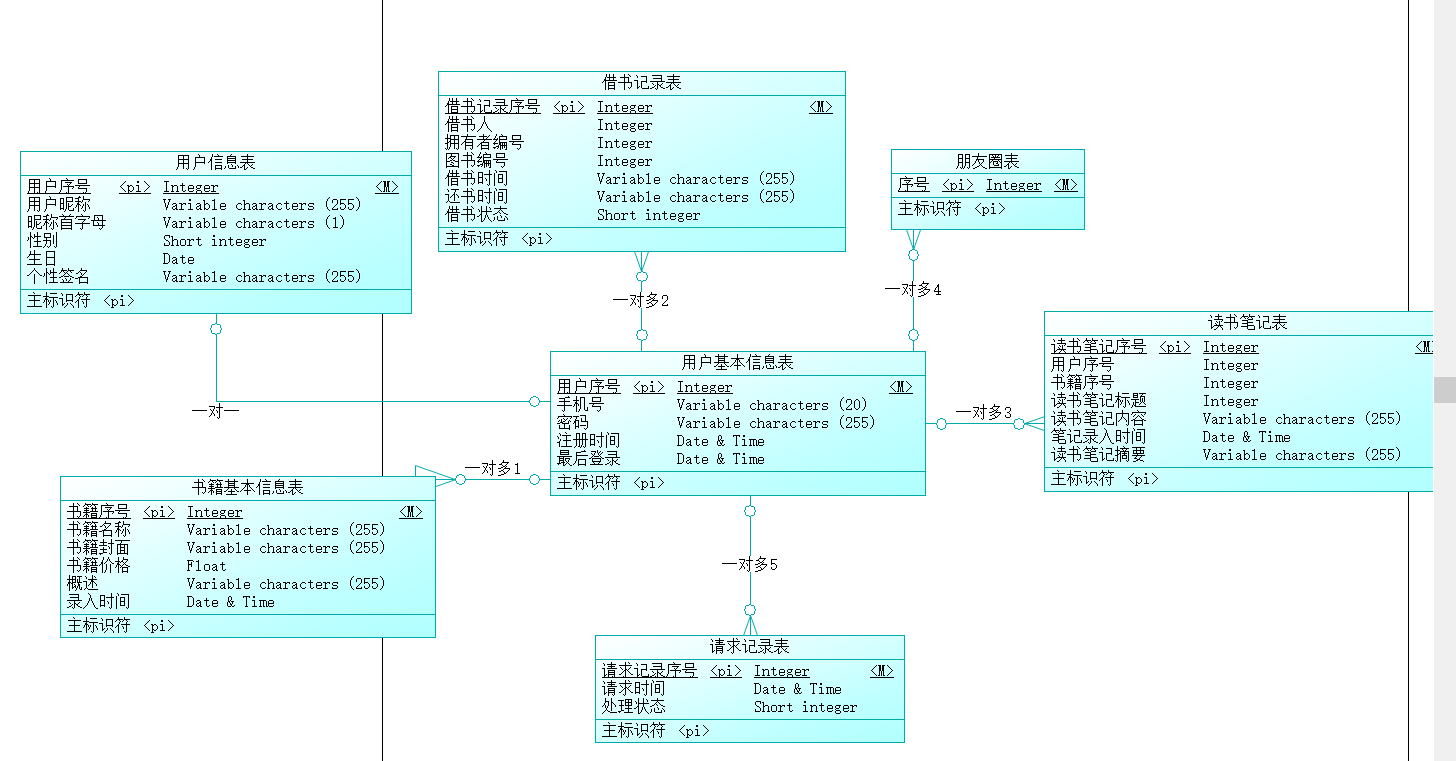 借书记录表
借书记录序号 <pi> Integer <M>
借书人 Integer
拥有者编号 Integer
图书编号 Integer
借书时间 Variable characters (255)
还书时间 Variable characters (255)
借书状态 Short integer
主标识符 <pi>
用户信息表
用户序号 <pi> Integer <M>
用户昵称 Variable characters (255)
昵称首字母 Variable characters (1)
性别 Short integer
生日 Date
个性签名 Variable characters (255)
主标识符 <pi>
朋友圈表
序号 <pi> Integer <M>
主标识符 <pi>
一对多2
一对多4
读书笔记表
读书笔记序号 <pi> Integer <M
用户序号 Integer
书籍序号 Integer
读书笔记标题 Integer
读书笔记内容 Variable characters (255)
笔记录入时间 Date & Time
读书笔记摘要 Variable characters (255)
主标识符 <pi>
用户基本信息表
用户序号 <pi> Integer <M>
手机号 Variable characters (20)
密码 Variable characters (255)
注册时间 Date & Time
最后登录 Date & Time
主标识符 <pi>
一对一
一对多3
一对多1
书籍基本信息表
书籍序号 <pi> Integer <M>
书籍名称 Variable characters (255)
书籍封面 Variable characters (255)
书籍价格 Float
概述 Variable characters (255)
录入时间 Date & Time
主标识符 <pi>
一对多5
请求记录表
请求记录序号 <pi> Integer <M>
请求时间 Date & Time
处理状态 Short integer
主标识符 <pi>